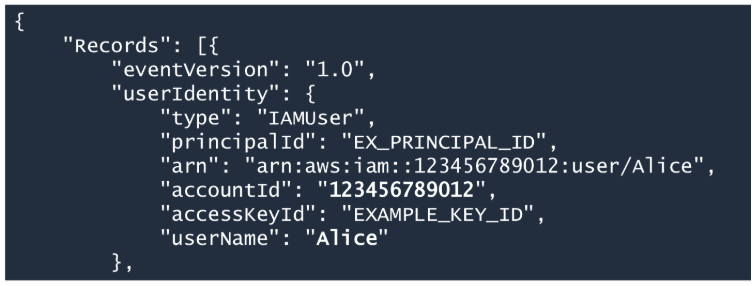 {
    "Records": [{
        "eventVersion": "1.0",
        "userIdentity": {
            "type": "IAMUser",
            "principalId": "EX_PRINCIPAL_ID",
            "arn": "arn:aws:iam::123456789012:user/Alice",
            "accountId": "123456789012",
            "accessKeyId": "EXAMPLE_KEY_ID",
            "userName": "Alice"
        },